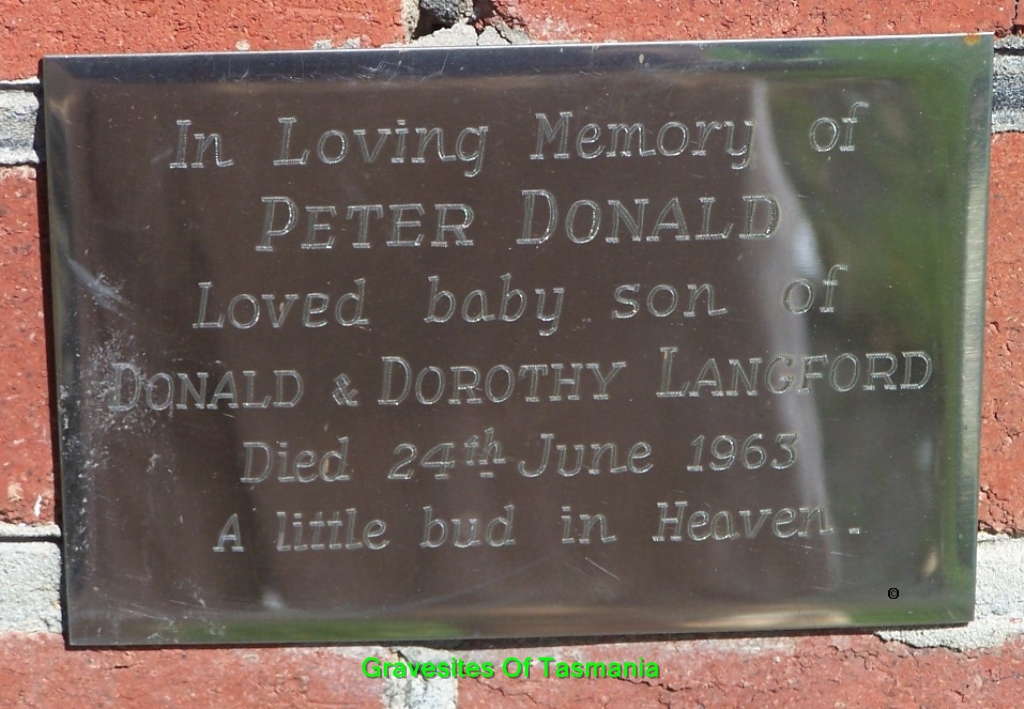 In Loving Memory of
PETER DONALD
Loved baby son of
DONALD & DOROTHY LANGFORD
Died 24th June 1963
A little bud in Heaven.
©
Gravesites Of Tasmania